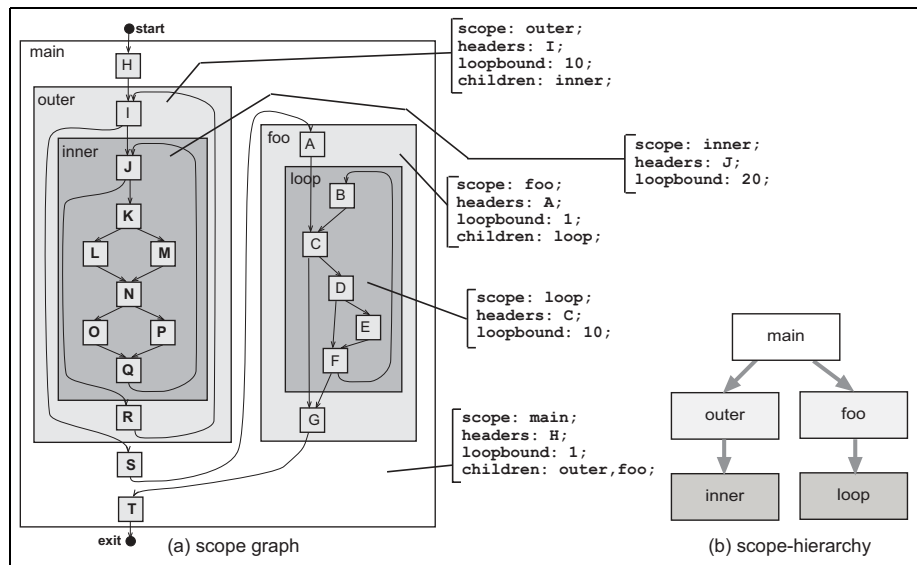 start
main
H
outer
I
inner
J
K
L
M
N
O
P
Q
R
S
T
exit
foo
A
loop
B
C
D
E
F
G
scope: outer;
headers: I;
loopbound: 10;
children: inner;
scope: inner;
headers: J;
loopbound: 20;
scope: foo;
headers: A;
loopbound: 1;
children: loop;
scope: loop;
headers: C;
loopbound: 10;
scope: main;
headers: H;
loopbound: 1;
children: outer,foo;
(a) scope graph
main
outer
foo
inner
loop
(b) scope-hierarchy